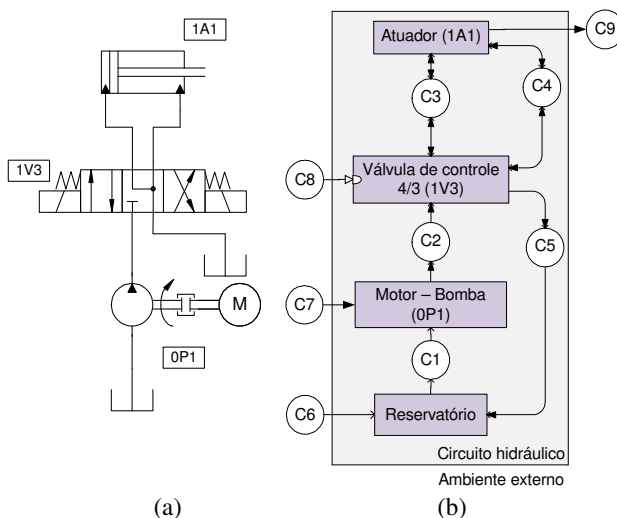 1A1
1V3
M
0P1
(a)
Atuador (1A1)
C9
C3
C4
C8
Válvula de controle
4/3 (1V3)
C2
C5
C7
Motor – Bomba
(0P1)
C1
C6
Reservatório
Circuito hidráulico
Ambiente externo
(b)